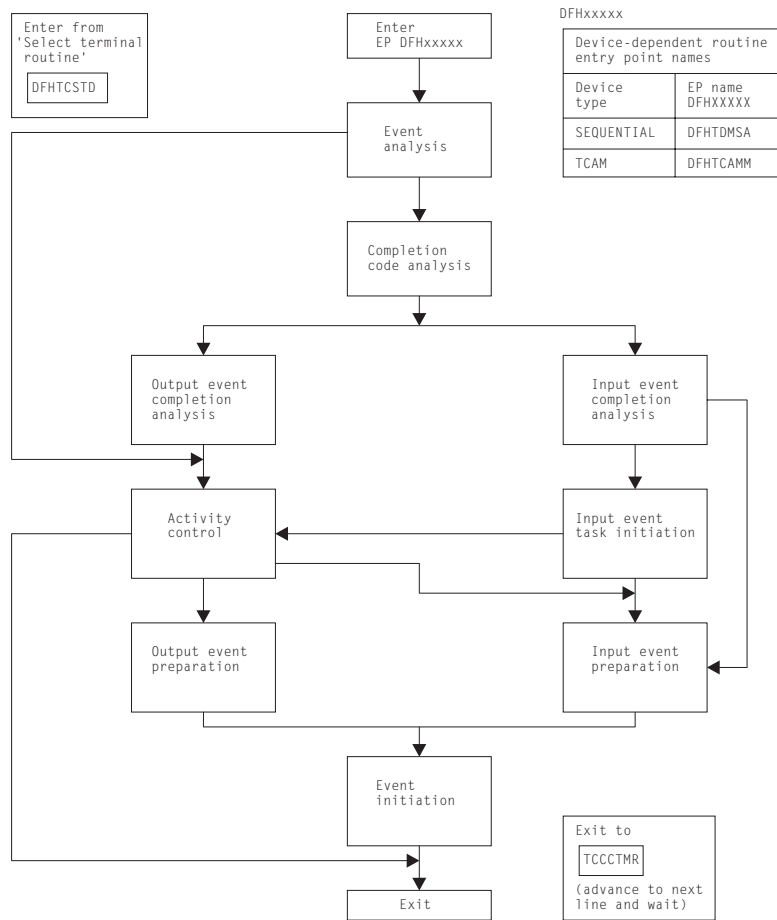 Enter from
'Select terminal
routine'
DFHTCSTD
Enter
EP DFHxxxxx
DFHxxxxx
Device-dependent routine
entry point names
Device
type
EP name
DFHXXXXX
SEQUENTIAL
DFHTDMSA
TCAM
DFHTCAMM
Event
analysis
Completion
code analysis
Output event
completion
analysis
Input event
completion
analysis
Activity
control
Input event
task initiation
Output event
preparation
Input event
preparation
Event
initiation
Exit to
TCCCTMR
(advance to next
line and wait)
Exit